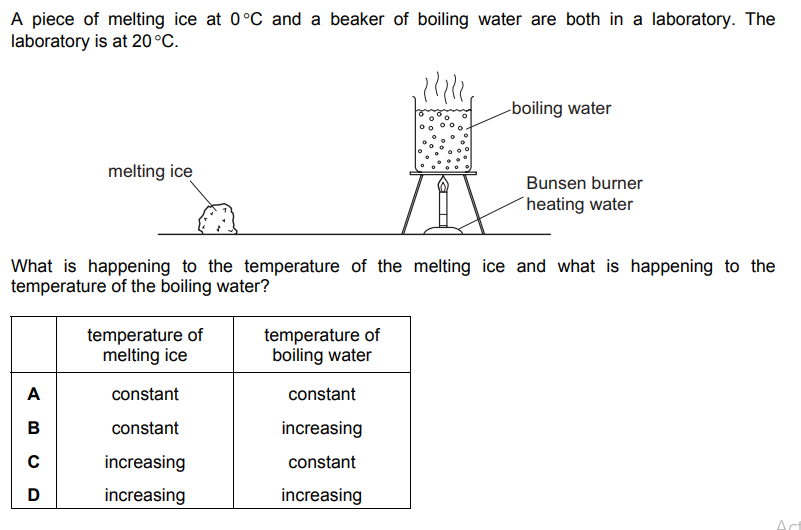 A piece of melting ice at 0°C and a beaker of boiling water are both in a laboratory. The
laboratory is at 20°C.
boiling water
melting ice
Bunsen burner
heating water
What is happening to the temperature of the melting ice and what is happening to the
temperature of the boiling water?
temperature of melting ice temperature of boiling water
A constant constant
B constant increasing
C increasing constant
D increasing increasing